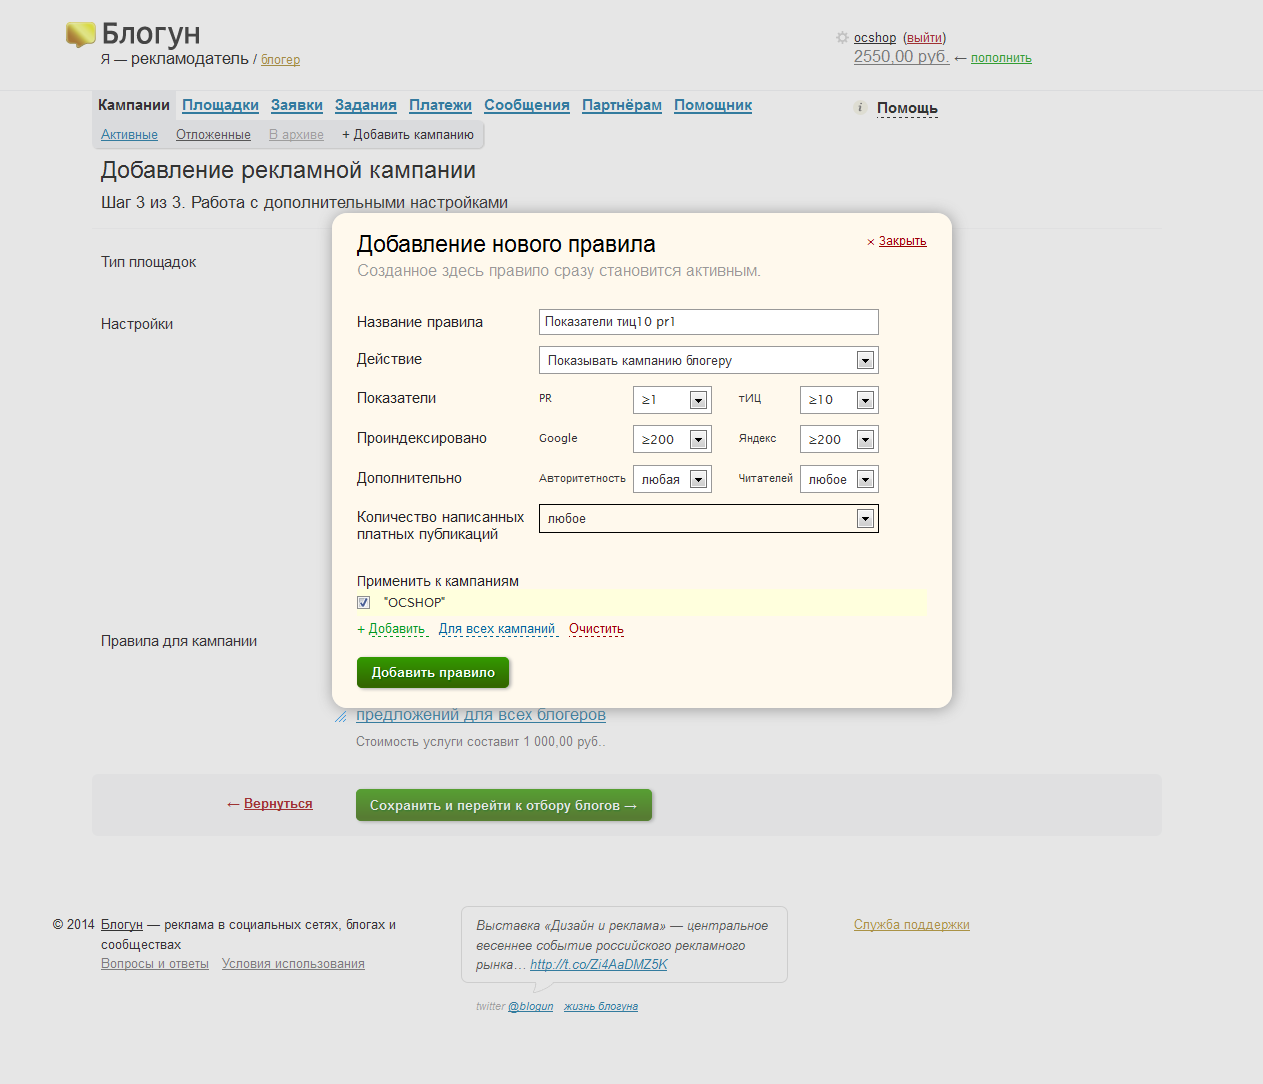 Блогун
ocshop (выйти)
Я — рекламодатель / блогер
2550,00 руб. ← пополнить
Кампании Площадки Заявки Задания Платежи Сообщения Партнёрам Помощник
i Помощь
Активные Отложенные В архиве + Добавить кампанию
Добавление рекламной кампании
Шаг 3 из 3. Работа с дополнительными настройками
Тип площадок
Настройки
Правила для кампании
Добавление нового правила
× Закрыть
Созданное здесь правило сразу становится активным.
Название правила Показатели тиц10 pr1
Действие Показывать кампанию блогеру
Показатели PR ≥1 тИЦ ≥10
Проиндексировано Google ≥200 Яндекс ≥200
Дополнительно Авторитетность любая Читателей любое
Количество написанных
платных публикаций
любое
Применить к кампаниям
"OCSHOP"
+ Добавить Для всех кампаний Очистить
Добавить правило
предложений для всех блогеров
Стоимость услуги составит 1 000,00 руб..
← Вернуться
Сохранить и перейти к отбору блогов →
© 2014 Блогун — реклама в социальных сетях, блогах и
сообществах
Вопросы и ответы Условия использования
Выставка «Дизайн и реклама» — центральное
весеннее событие российского рекламного
рынка… http://t.co/Zi4AaDMZ5K
twitter @blogun жизнь блогуна
Служба поддержки